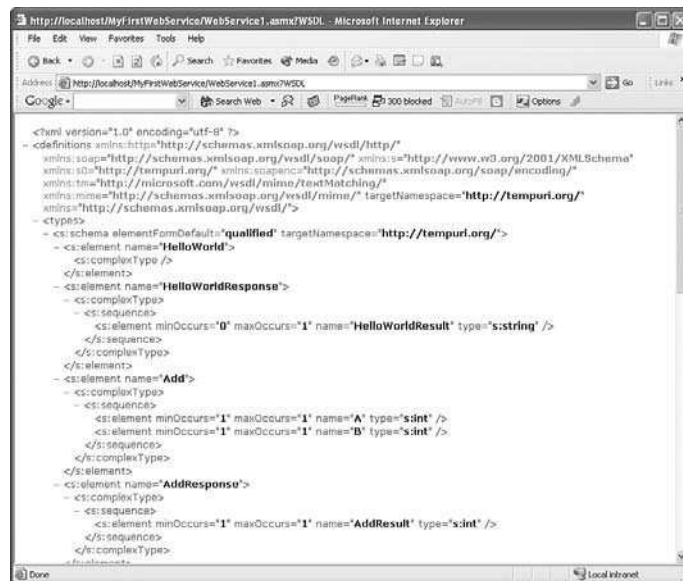 http://localhost/MyFirstWebService/WebService1.asmx?WSDL - Microsoft Internet Explorer
File Edit View Favorites Tools Help
Back Search Favorites Media
Address http://localhost/MyFirstWebService/WebService1.asmx?WSDL Go Links »
Google - Search Web PageRank 300 blocked AutoFill Options
<?xml version="1.0" encoding="utf-8" ?>
- <definitions xmlns:http="http://schemas.xmlsoap.org/wsdl/http/"
xmlns:soap="http://schemas.xmlsoap.org/wsdl/soap/" xmlns:s="http://www.w3.org/2001/XMLSchema"
xmlns:s0="http://tempuri.org/" xmlns:soapenc="http://schemas.xmlsoap.org/soap/encoding/"
xmlns:tm="http://microsoft.com/wsdl/mime/textMatching/"
xmlns:mime="http://schemas.xmlsoap.org/wsdl/mime/" targetNamespace="http://tempuri.org/"
xmlns="http://schemas.xmlsoap.org/wsdl/">
- <types>
- <s:schema elementFormDefault="qualified" targetNamespace="http://tempuri.org/">
- <s:element name="HelloWorld">
<s:complexType />
</s:element>
- <s:element name="HelloWorldResponse">
- <s:complexType>
- <s:sequence>
<s:element minOccurs="0" maxOccurs="1" name="HelloWorldResult" type="s:string" />
</s:sequence>
</s:complexType>
</s:element>
- <s:element name="Add">
- <s:complexType>
- <s:sequence>
<s:element minOccurs="1" maxOccurs="1" name="A" type="s:int" />
<s:element minOccurs="1" maxOccurs="1" name="B" type="s:int" />
</s:sequence>
</s:complexType>
</s:element>
- <s:element name="AddResponse">
- <s:complexType>
- <s:sequence>
<s:element minOccurs="1" maxOccurs="1" name="AddResult" type="s:int" />
</s:sequence>
</s:complexType>
</s:element>
Done Local intranet